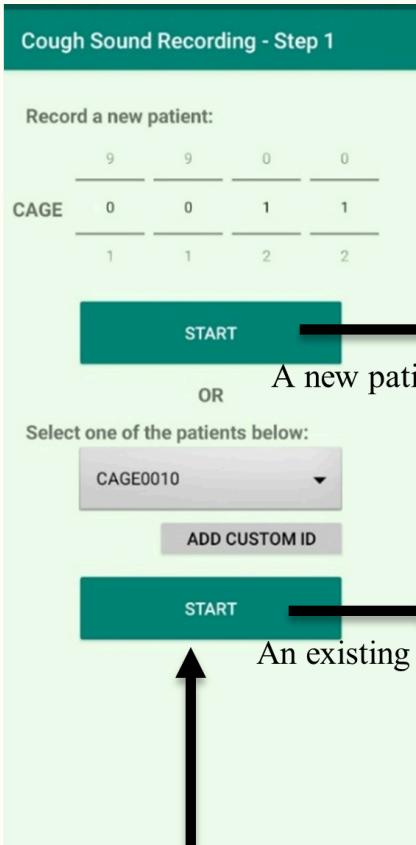 Cough Sound Recording - Step 1
Record a new patient:
9 9 0 0
CAGE 0 0 1 1
1 1 2 2
START
A new pati
OR
Select one of the patients below:
CAGE0010
ADD CUSTOM ID
START
An existing